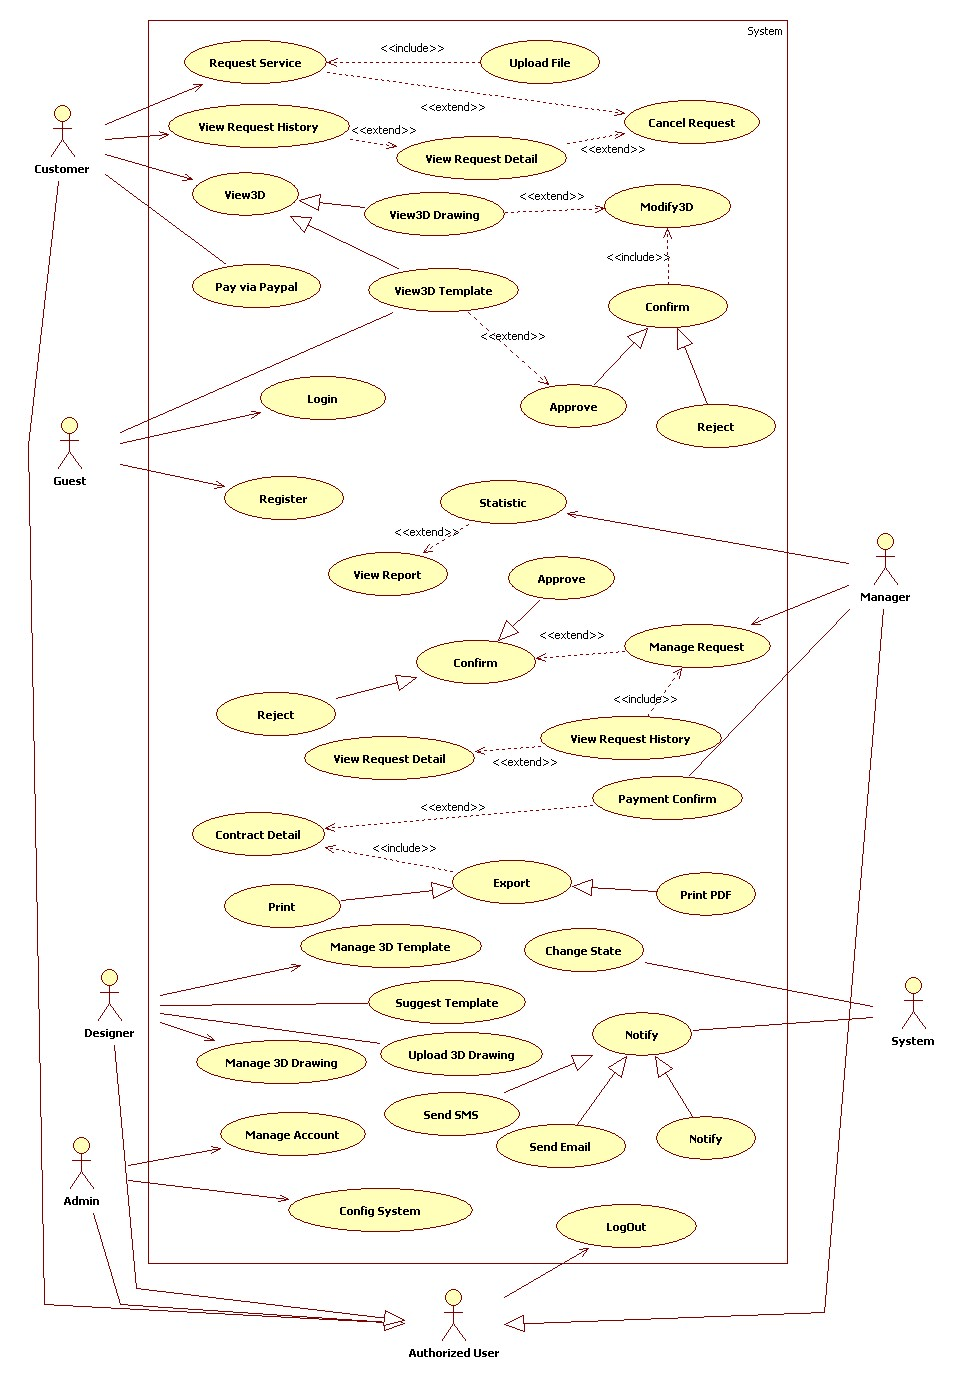 System
<<include>>
Request Service
Upload File
<<extend>>
Cancel Request
View Request History
<<extend>>
<<extend>>
View Request Detail
Customer
View3D
<<extend>>
Modify3D
View3D Drawing
<<include>>
Pay via Paypal
View3D Template
Confirm
<<extend>>
Login
Approve
Reject
Guest
Register
Statistic
<<extend>>
View Report
Approve
Manager
<<extend>>
Manage Request
Confirm
<<include>>
Reject
View Request History
View Request Detail
<<extend>>
Payment Confirm
<<extend>>
Contract Detail
<<include>>
Export
Print PDF
Print
Manage 3D Template
Change State
Suggest Template
Designer
Notify
System
Upload 3D Drawing
Manage 3D Drawing
Send SMS
Manage Account
Notify
Send Email
Admin
Config System
LogOut
Authorized User